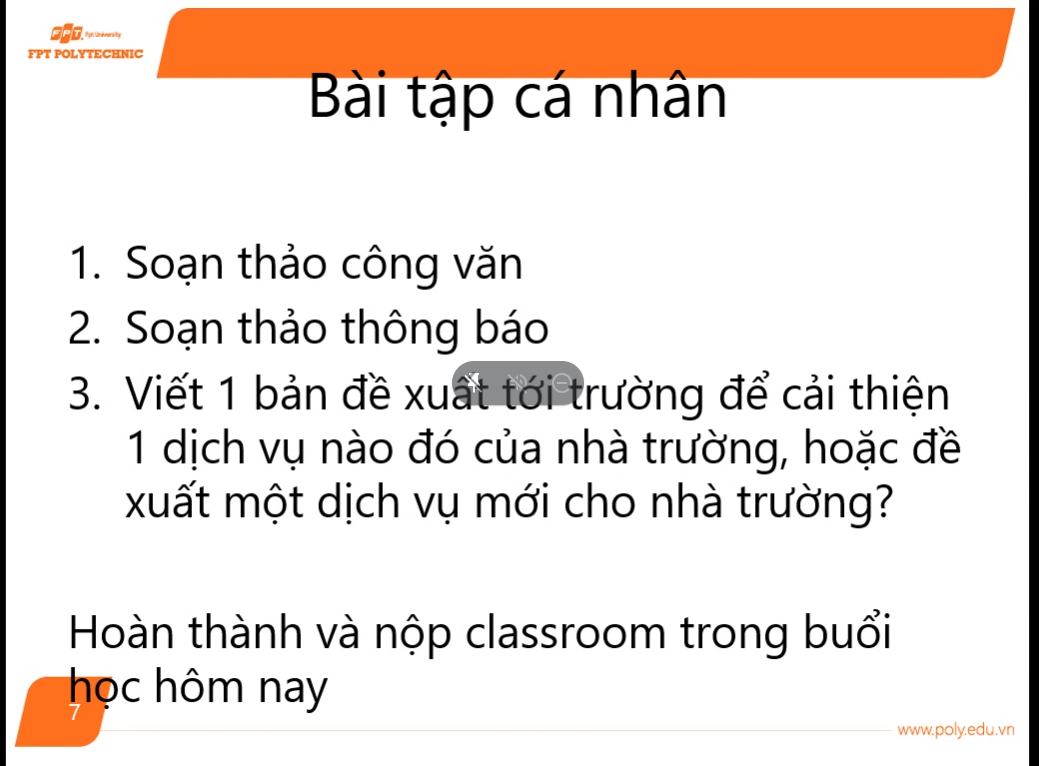 FPT. Fpt University
FPT POLYTECHNIC
Bài tập cá nhân
1. Soạn thảo công văn
2. Soạn thảo thông báo
3. Viết 1 bản đề xuất tới trường để cải thiện
1 dịch vụ nào đó của nhà trường, hoặc đề
xuất một dịch vụ mới cho nhà trường?
Hoàn thành và nộp classroom trong buổi
học hôm nay
7
www.poly.edu.vn